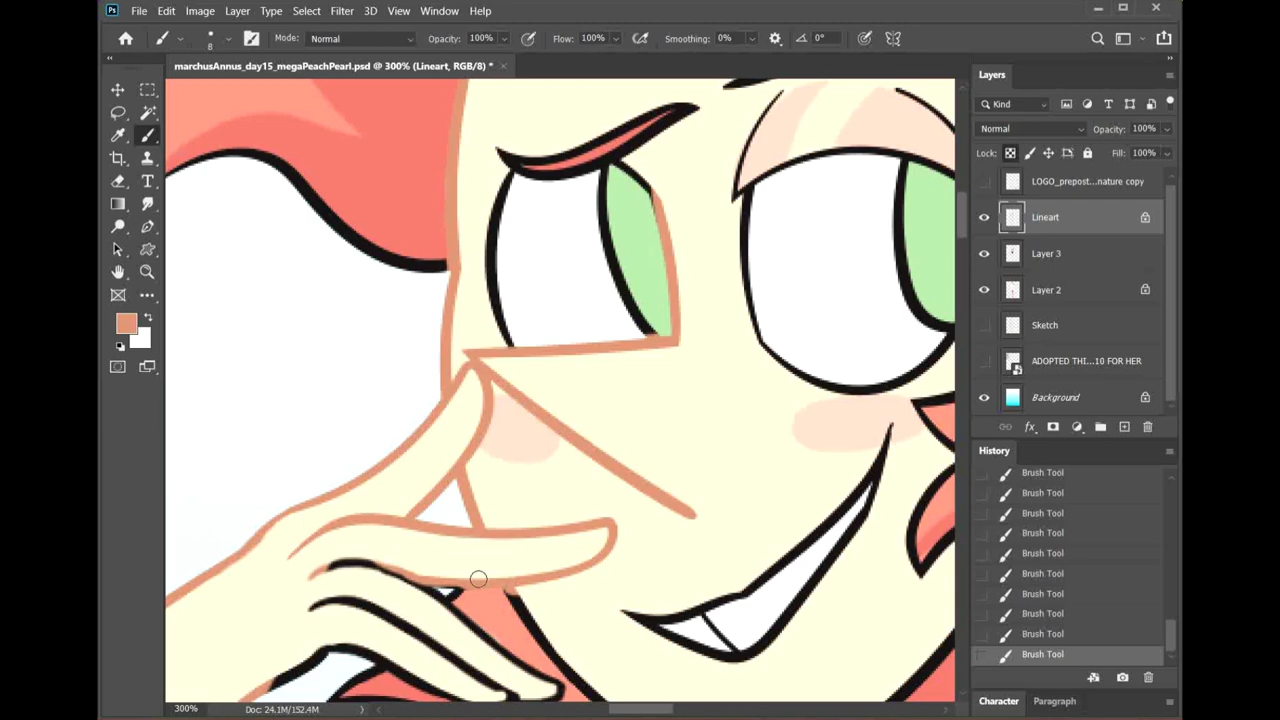 Ps File Edit Image Layer Type Select Filter 3D View Window Help
8 Mode: Normal Opacity: 100% Flow: 100% Smoothing: 0% 0°
marchusAnnus_day15_megaPeachPearl.psd @ 300% (Lineart, RGB/8) *
Layers
Kind
Normal Opacity: 100%
Lock: Fill: 100%
LOGO_prepost...nature copy
Lineart
Layer 3
Layer 2
Sketch
ADOPTED THI...10 FOR HER
Background
fx
History
Brush Tool
Brush Tool
Brush Tool
Brush Tool
Brush Tool
Brush Tool
Brush Tool
Brush Tool
Brush Tool
Brush Tool
Character Paragraph
300% Doc: 24.1M/152.4M